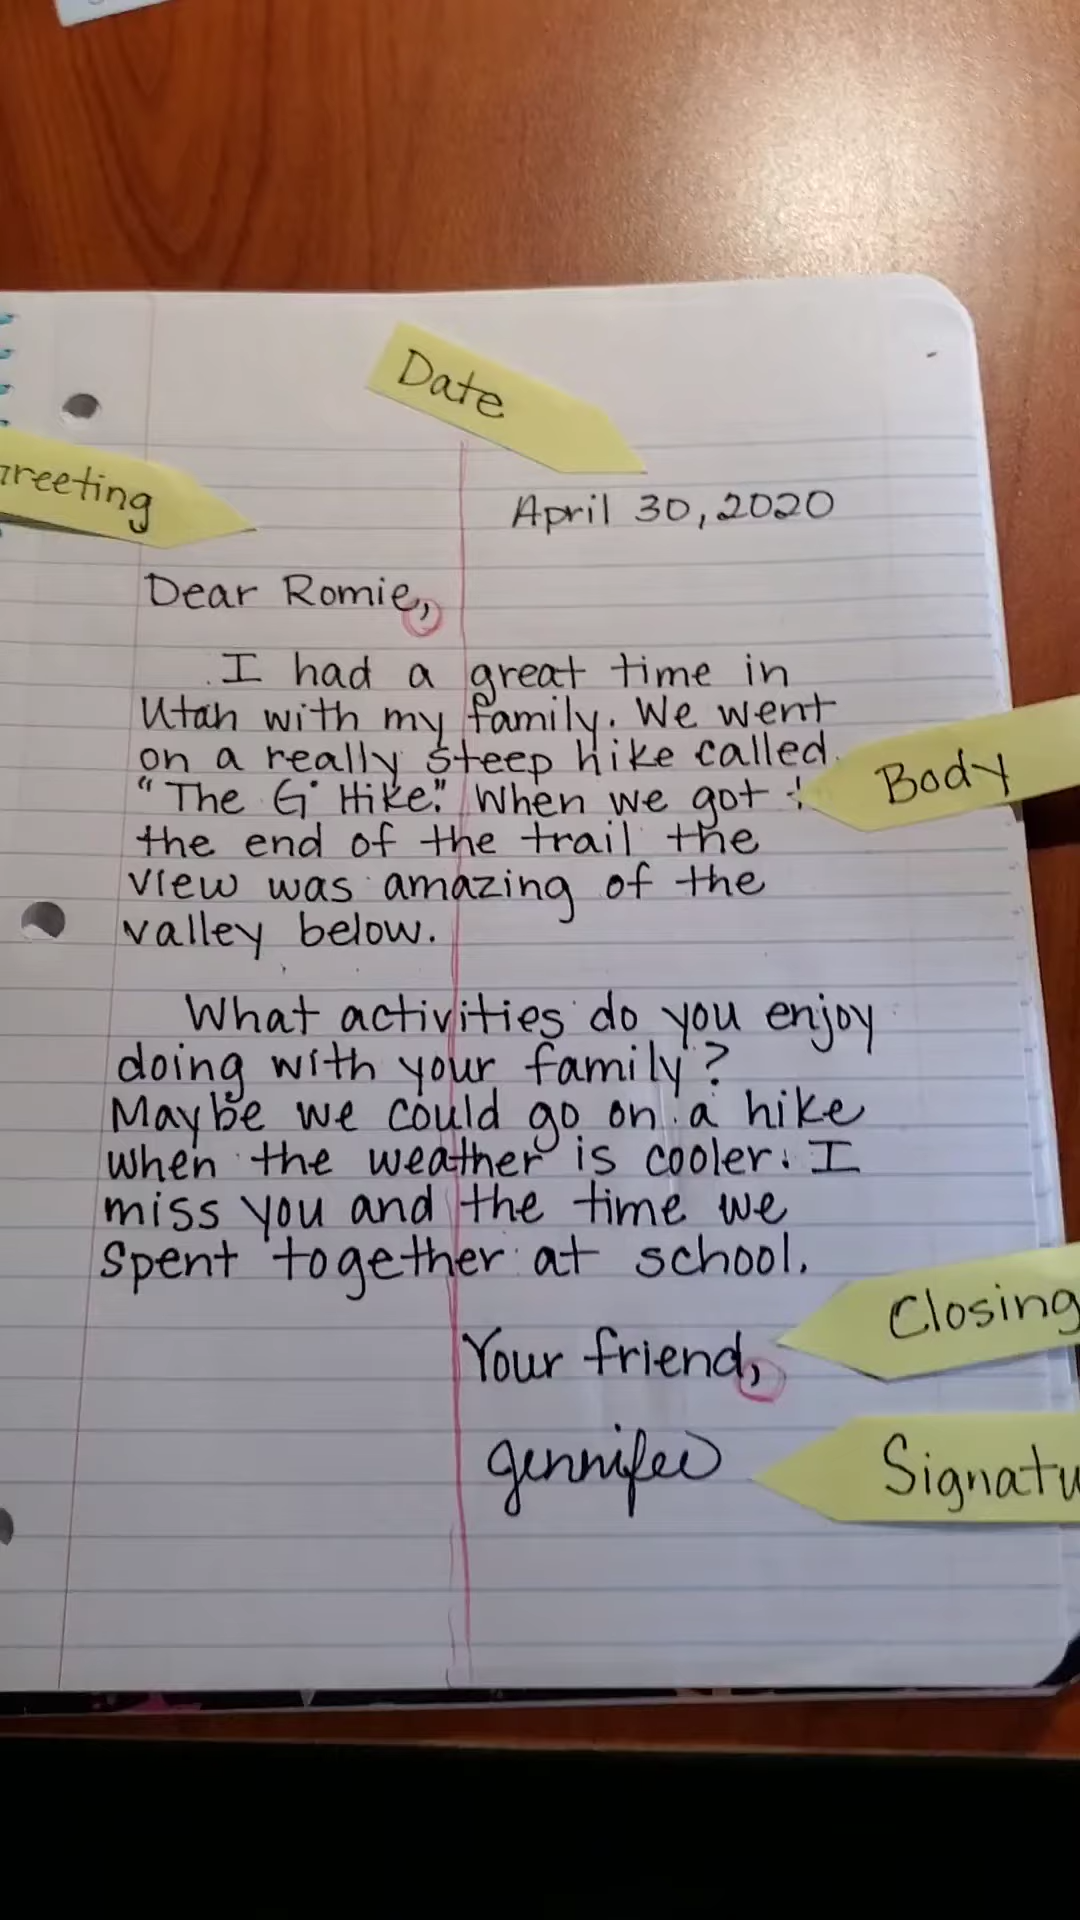 Date
Greeting
April 30, 2020
Dear Romie,
I had a great time in
Utah with my family. We went
on a really steep hike called
"The G Hike." When we got
the end of the trail the
view was amazing of the
valley below.
Body
What activities do you enjoy
doing with your family?
Maybe we could go on a hike
when the weather is cooler. I
miss you and the time we
spent together at school.
Closing
Your friend,
Jennifer
Signatu